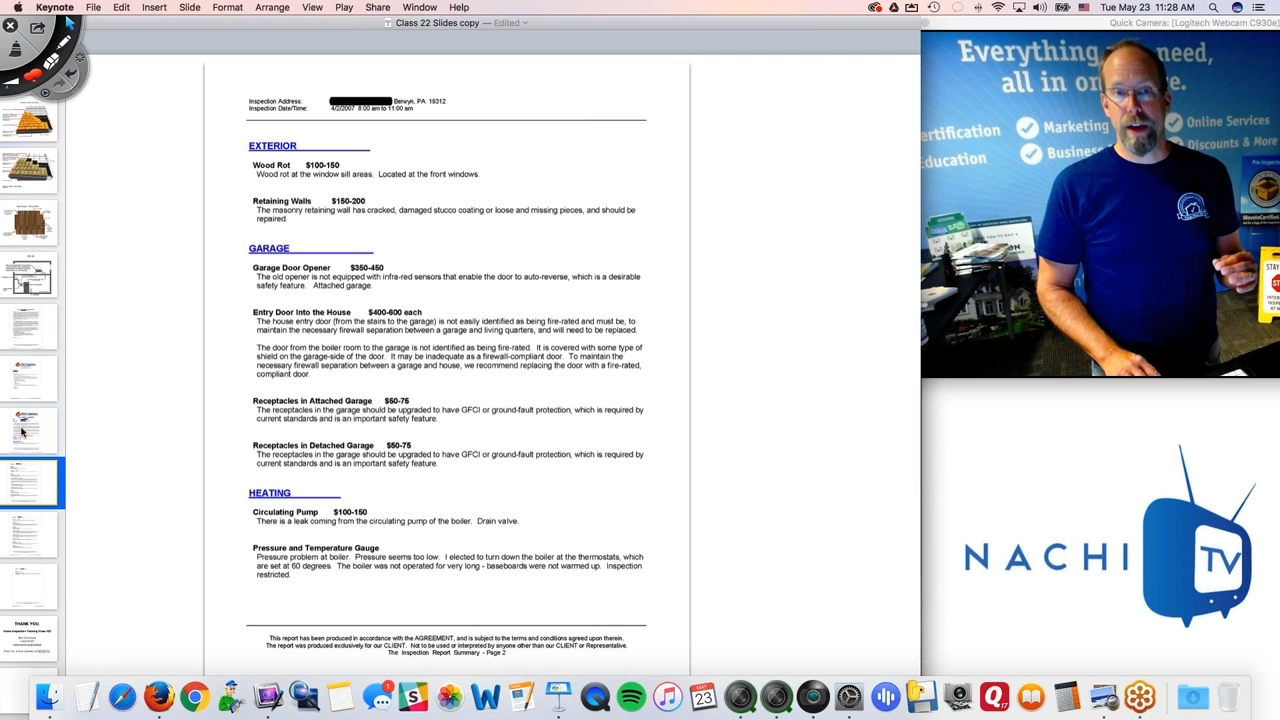 Keynote File Edit Insert Slide Format Arrange View Play Share Window Help
Tue May 23 11:28 AM
Class 22 Slides copy — Edited
Quick Camera: [Logitech Webcam C930e]
Inspection Address: Berwyn, PA 19312
Inspection Date/Time: 4/2/2007 8:00 am to 11:00 am
EXTERIOR
Wood Rot $100-150
Wood rot at the window sill areas. Located at the front windows.
Retaining Walls $150-200
The masonry retaining wall has cracked, damaged stucco coating or loose and missing pieces, and should be
repaired.
GARAGE
Garage Door Opener $350-450
The old opener is not equipped with infra-red sensors that enable the door to auto-reverse, which is a desirable
safety feature. Attached garage.
Entry Door Into the House $400-600 each
The house entry door (from the stairs to the garage) is not easily identified as being fire-rated and must be, to
maintain the necessary firewall separation between a garage and living quarters, and will need to be replaced.
The door from the boiler room to the garage is not identified as being fire-rated. It is covered with some type of
shield on the garage-side of the door. It may be inadequate as a firewall-compliant door. To maintain the
necessary firewall separation between a garage and house, we recommend replacing the door with a fire-rated,
compliant door.
Receptacles in Attached Garage $50-75
The receptacles in the garage should be upgraded to have GFCI or ground-fault protection, which is required by
current standards and is an important safety feature.
Receptacles in Detached Garage $50-75
The receptacles in the garage should be upgraded to have GFCI or ground-fault protection, which is required by
current standards and is an important safety feature.
HEATING
Circulating Pump $100-150
There is a leak coming from the circulating pump of the boiler. Drain valve.
Pressure and Temperature Gauge
Pressure problem at boiler. Pressure seems too low. I elected to turn down the boiler at the thermostats, which
are set at 60 degrees. The boiler was not operated for very long - baseboards were not warmed up. Inspection
restricted.
This report has been produced in accordance with the AGREEMENT, and is subject to the terms and conditions agreed upon therein.
The report was produced exclusively for our CLIENT. Not to be used or interpreted by anyone other than our CLIENT or Representative.
The Inspection Report Summary - Page 2
THANK YOU.
Everything need,
all in one.
ertification Marketing Online Services
Education Business Discounts & More
STAY
NACHI TV
MAY
23
1